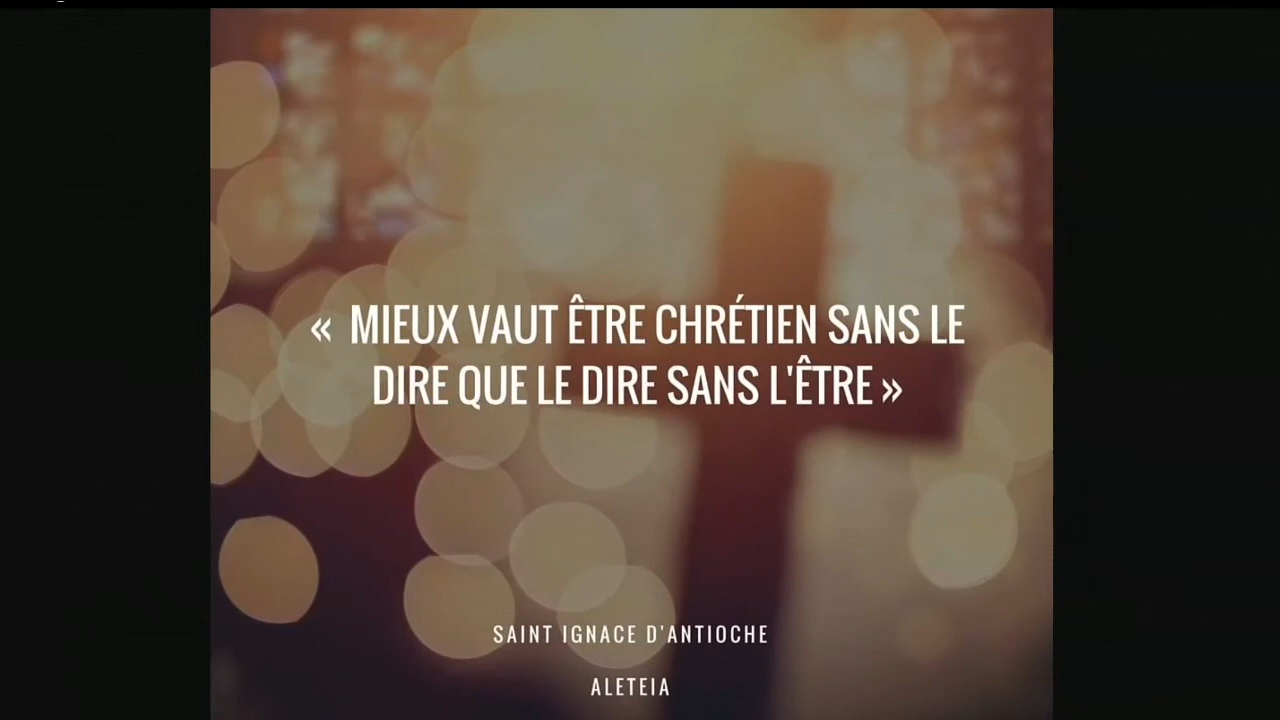 «  MIEUX VAUT ÊTRE CHRÉTIEN SANS LE
DIRE QUE LE DIRE SANS L'ÊTRE »
SAINT IGNACE D'ANTIOCHE
ALETEIA